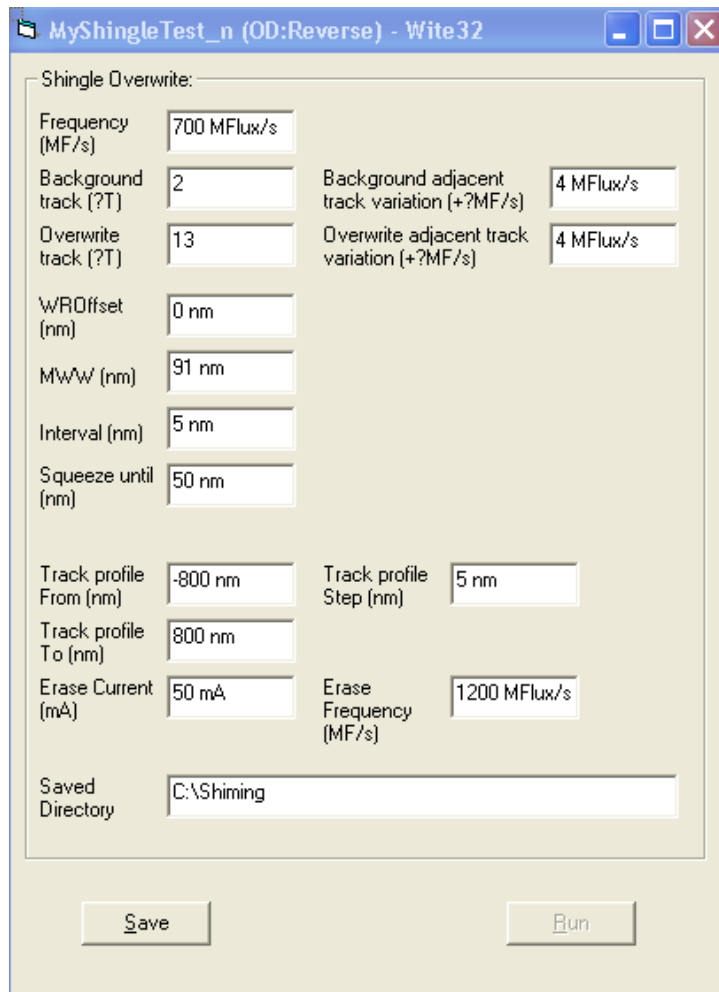 MyShingleTest_n (OD:Reverse) - Wite32
Shingle Overwrite:
Frequency
(MF/s)
700 MFlux/s
Background
track (?T)
2
Background adjacent
track variation (+?MF/s)
4 MFlux/s
Overwrite
track (?T)
13
Overwrite adjacent track
variation (+?MF/s)
4 MFlux/s
WROffset
(nm)
0 nm
MWW (nm)
91 nm
Interval (nm)
5 nm
Squeeze until
(nm)
50 nm
Track profile
From (nm)
-800 nm
Track profile
Step (nm)
5 nm
Track profile
To (nm)
800 nm
Erase Current
(mA)
50 mA
Erase
Frequency
(MF/s)
1200 MFlux/s
Saved
Directory
C:\Shiming
Save
Run